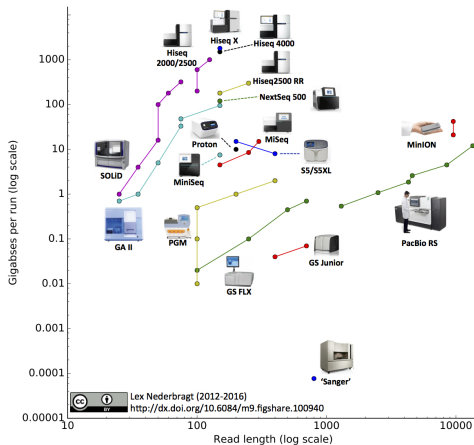 Gigabses per run (log scale)
1000
100
10
1
0.1
0.01
0.001
0.0001
0.00001
Hiseq X
Hiseq
2000/2500
Hiseq 4000
Hiseq2500 RR
NextSeq 500
SOLiD
Proton
MiSeq
MiniSeq
S5/S5XL
MinION
GA II
PGM
GS FLX
GS Junior
PacBio RS
'Sanger'
cc
BY
Lex Nederbragt (2012-2016)
http://dx.doi.org/10.6084/m9.figshare.100940
10
100
1000
10000
Read length (log scale)